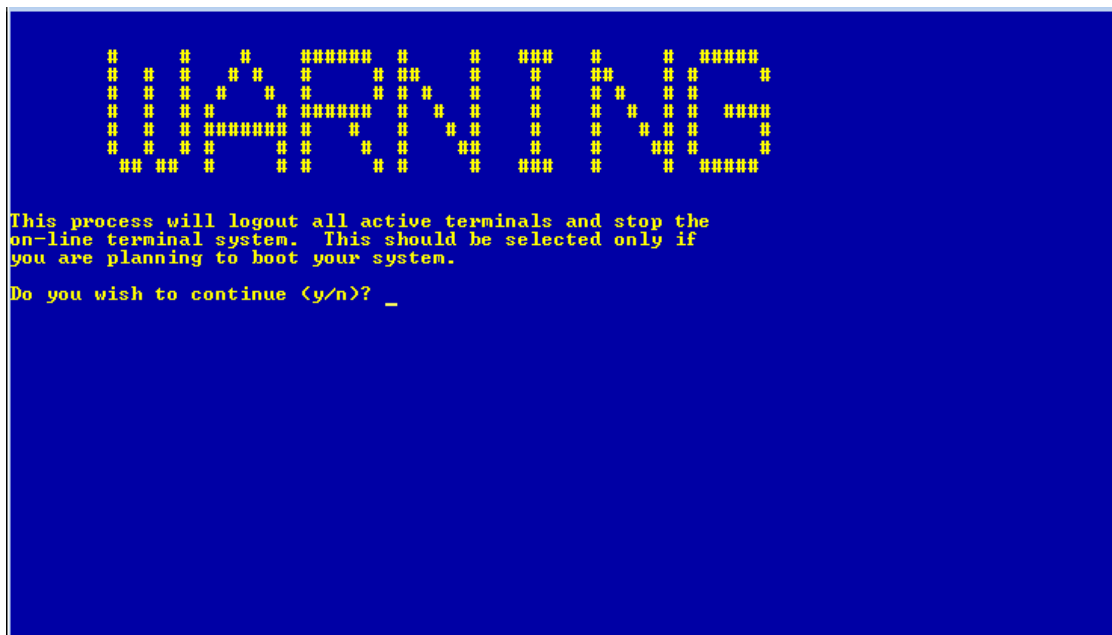 WARNING
This process will logout all active terminals and stop the
on-line terminal system.  This should be selected only if
you are planning to boot your system.
Do you wish to continue (y/n)? _